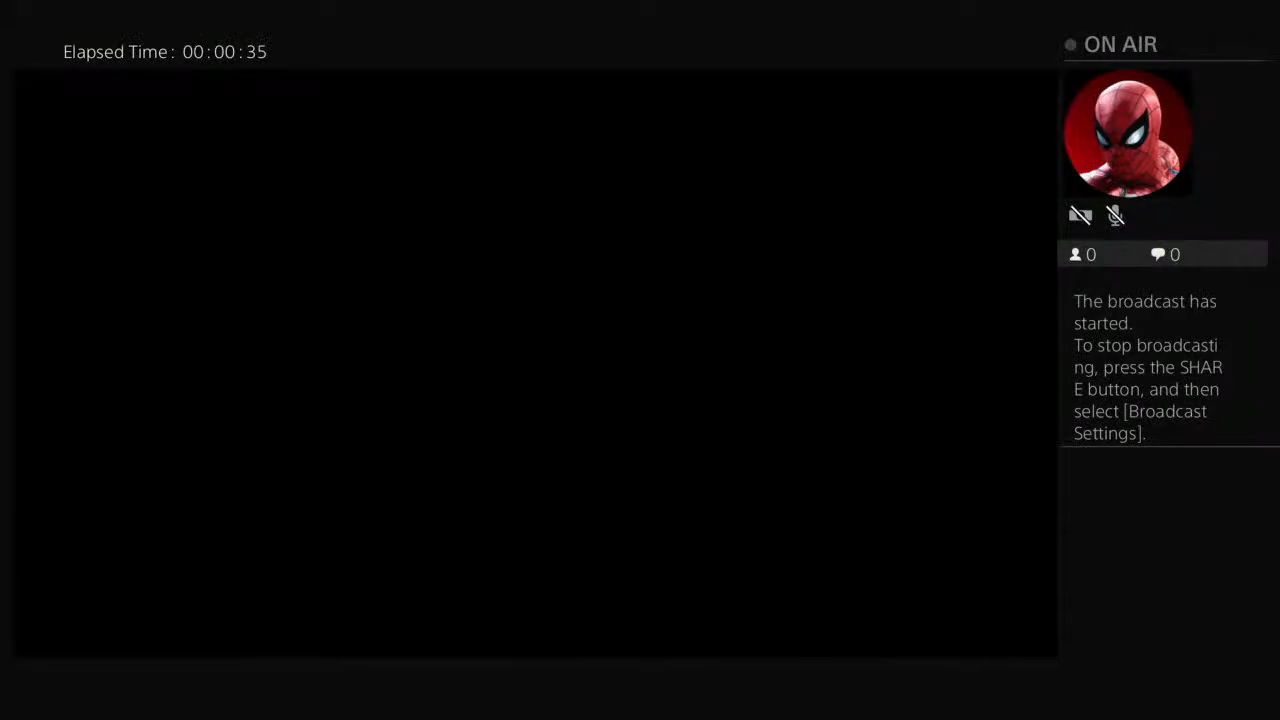 Elapsed Time: 00:00:35
ON AIR
0 0
The broadcast has
started.
To stop broadcasti
ng, press the SHAR
E button, and then
select [Broadcast
Settings].